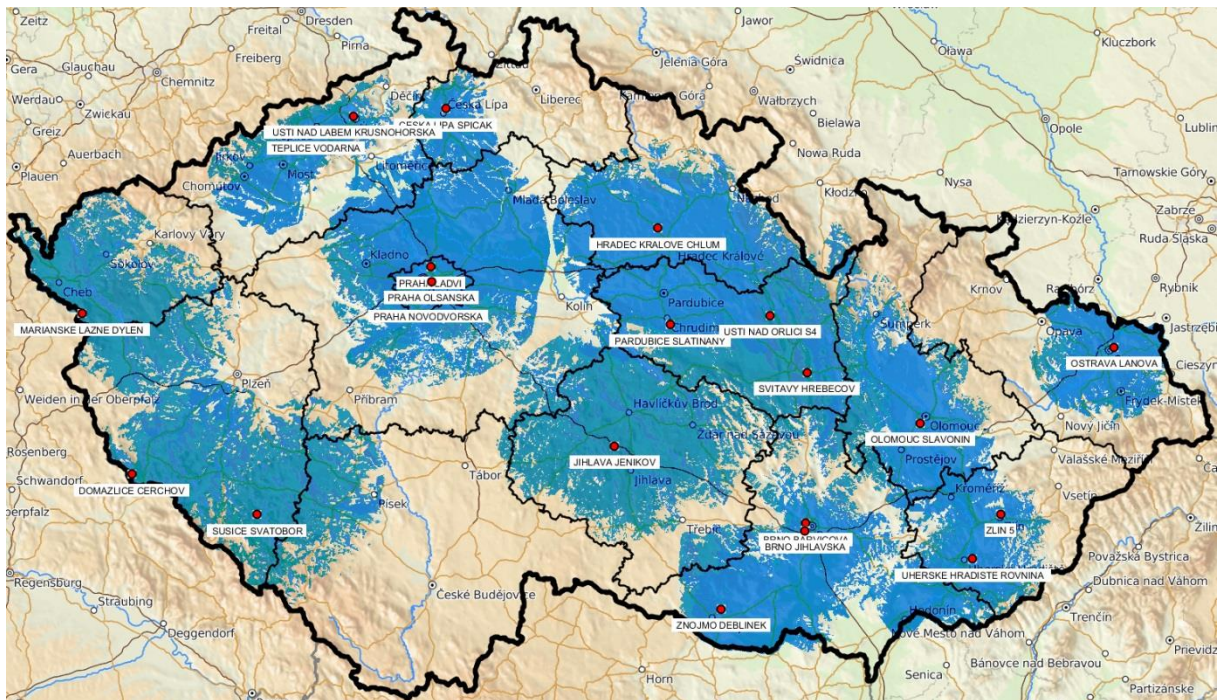 Zeitz
Dresden
Jawor
Oława
Kluczbork
Freital
Pirna
Gera
Glauchau
Freiberg
Chemnitz
Jelenia Góra
Świdnica
Werdau
Zwickau
Greiz
Děčín
Liberec
Wałbrzych
Bielawa
Opole
Lubliniec
Česka Lípa
CESKA LIPA SPICAK
USTI NAD LABEM KRUSNOHORSKA
TEPLICE VODARNA
Auerbach
Plauen
Jirkov
Most
Chomutov
Litoměřice
Nowa Ruda
Kłodzko
Nysa
Tarnowskie Góry
Mladá Boleslav
Náchod
Kędzierzyn-Koźle
Zabrze
Ruda Śląska
Karlovy Vary
Sokolov
Cheb
Kladno
HRADEC KRALOVE CHLUM
Hradec Králové
PRAHA LADVI
PRAHA OLSANSKA
PRAHA NOVODVORSKA
Kolín
Pardubice
Krnov
Racibórz
Rybnik
MARIANSKE LAZNE DYLEN
Chrudim
USTI NAD ORLICI S4
PARDUBICE SLATINANY
Šumperk
Opava
Jastrzębi
OSTRAVA LANOVA
Cieszyn
Plzeň
Weiden in der Oberpfalz
Příbram
SVITAVY HREBECOV
Frýdek-Místek
Havlíčkův Brod
Žďár nad Sázavou
Olomouc
Nový Jičín
OLOMOUC SLAVONIN
Rosenberg
Schwandorf
Tábor
JIHLAVA JENIKOV
Jihlava
Prostějov
Valašské Meziříčí
DOMAZLICE CERCHOV
Písek
Kroměříž
Vsetín
SUSICE SVATOBOR
Třebíč
BRNO BARVICOVA
BRNO JIHLAVSKA
ZLIN 5
Žilin
Považská Bystrica
UHERSKE HRADISTE ROVNINA
Regensburg
Straubing
České Budějovice
Dubnica nad Váhom
Trenčín
ZNOJMO DEBLINEK
Hodonín
Deggendorf
Nové Mesto nad Váhom
Prievidz
Bánovce nad Bebravou
Senica
Horn
Partizánske